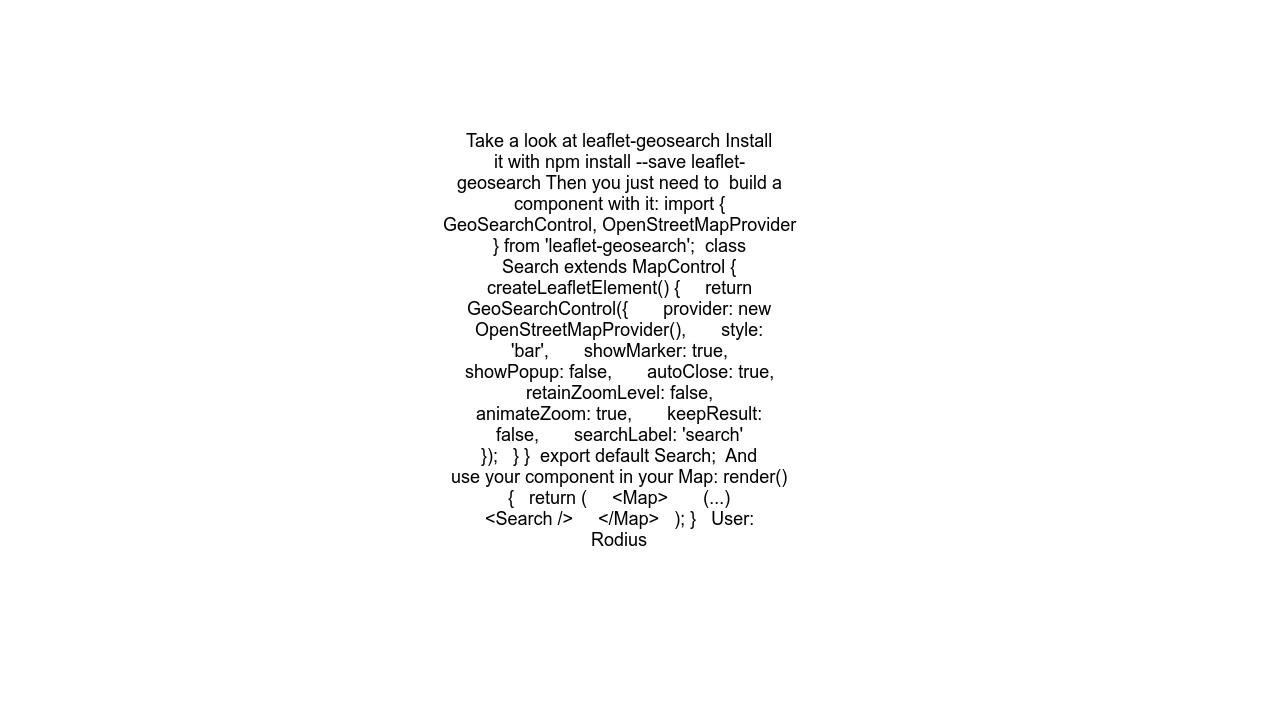 Take a look at leaflet-geosearch Install
it with npm install --save leaflet-
geosearch Then you just need to  build a
component with it: import {
GeoSearchControl, OpenStreetMapProvider
} from 'leaflet-geosearch';  class
Search extends MapControl {
createLeafletElement() {     return
GeoSearchControl({       provider: new
OpenStreetMapProvider(),       style:
'bar',       showMarker: true,
showPopup: false,       autoClose: true,
retainZoomLevel: false,
animateZoom: true,       keepResult:
false,       searchLabel: 'search'
});   } }  export default Search;  And
use your component in your Map: render()
{   return (     <Map>       (...)
<Search />     </Map>   ); }   User:
Rodius